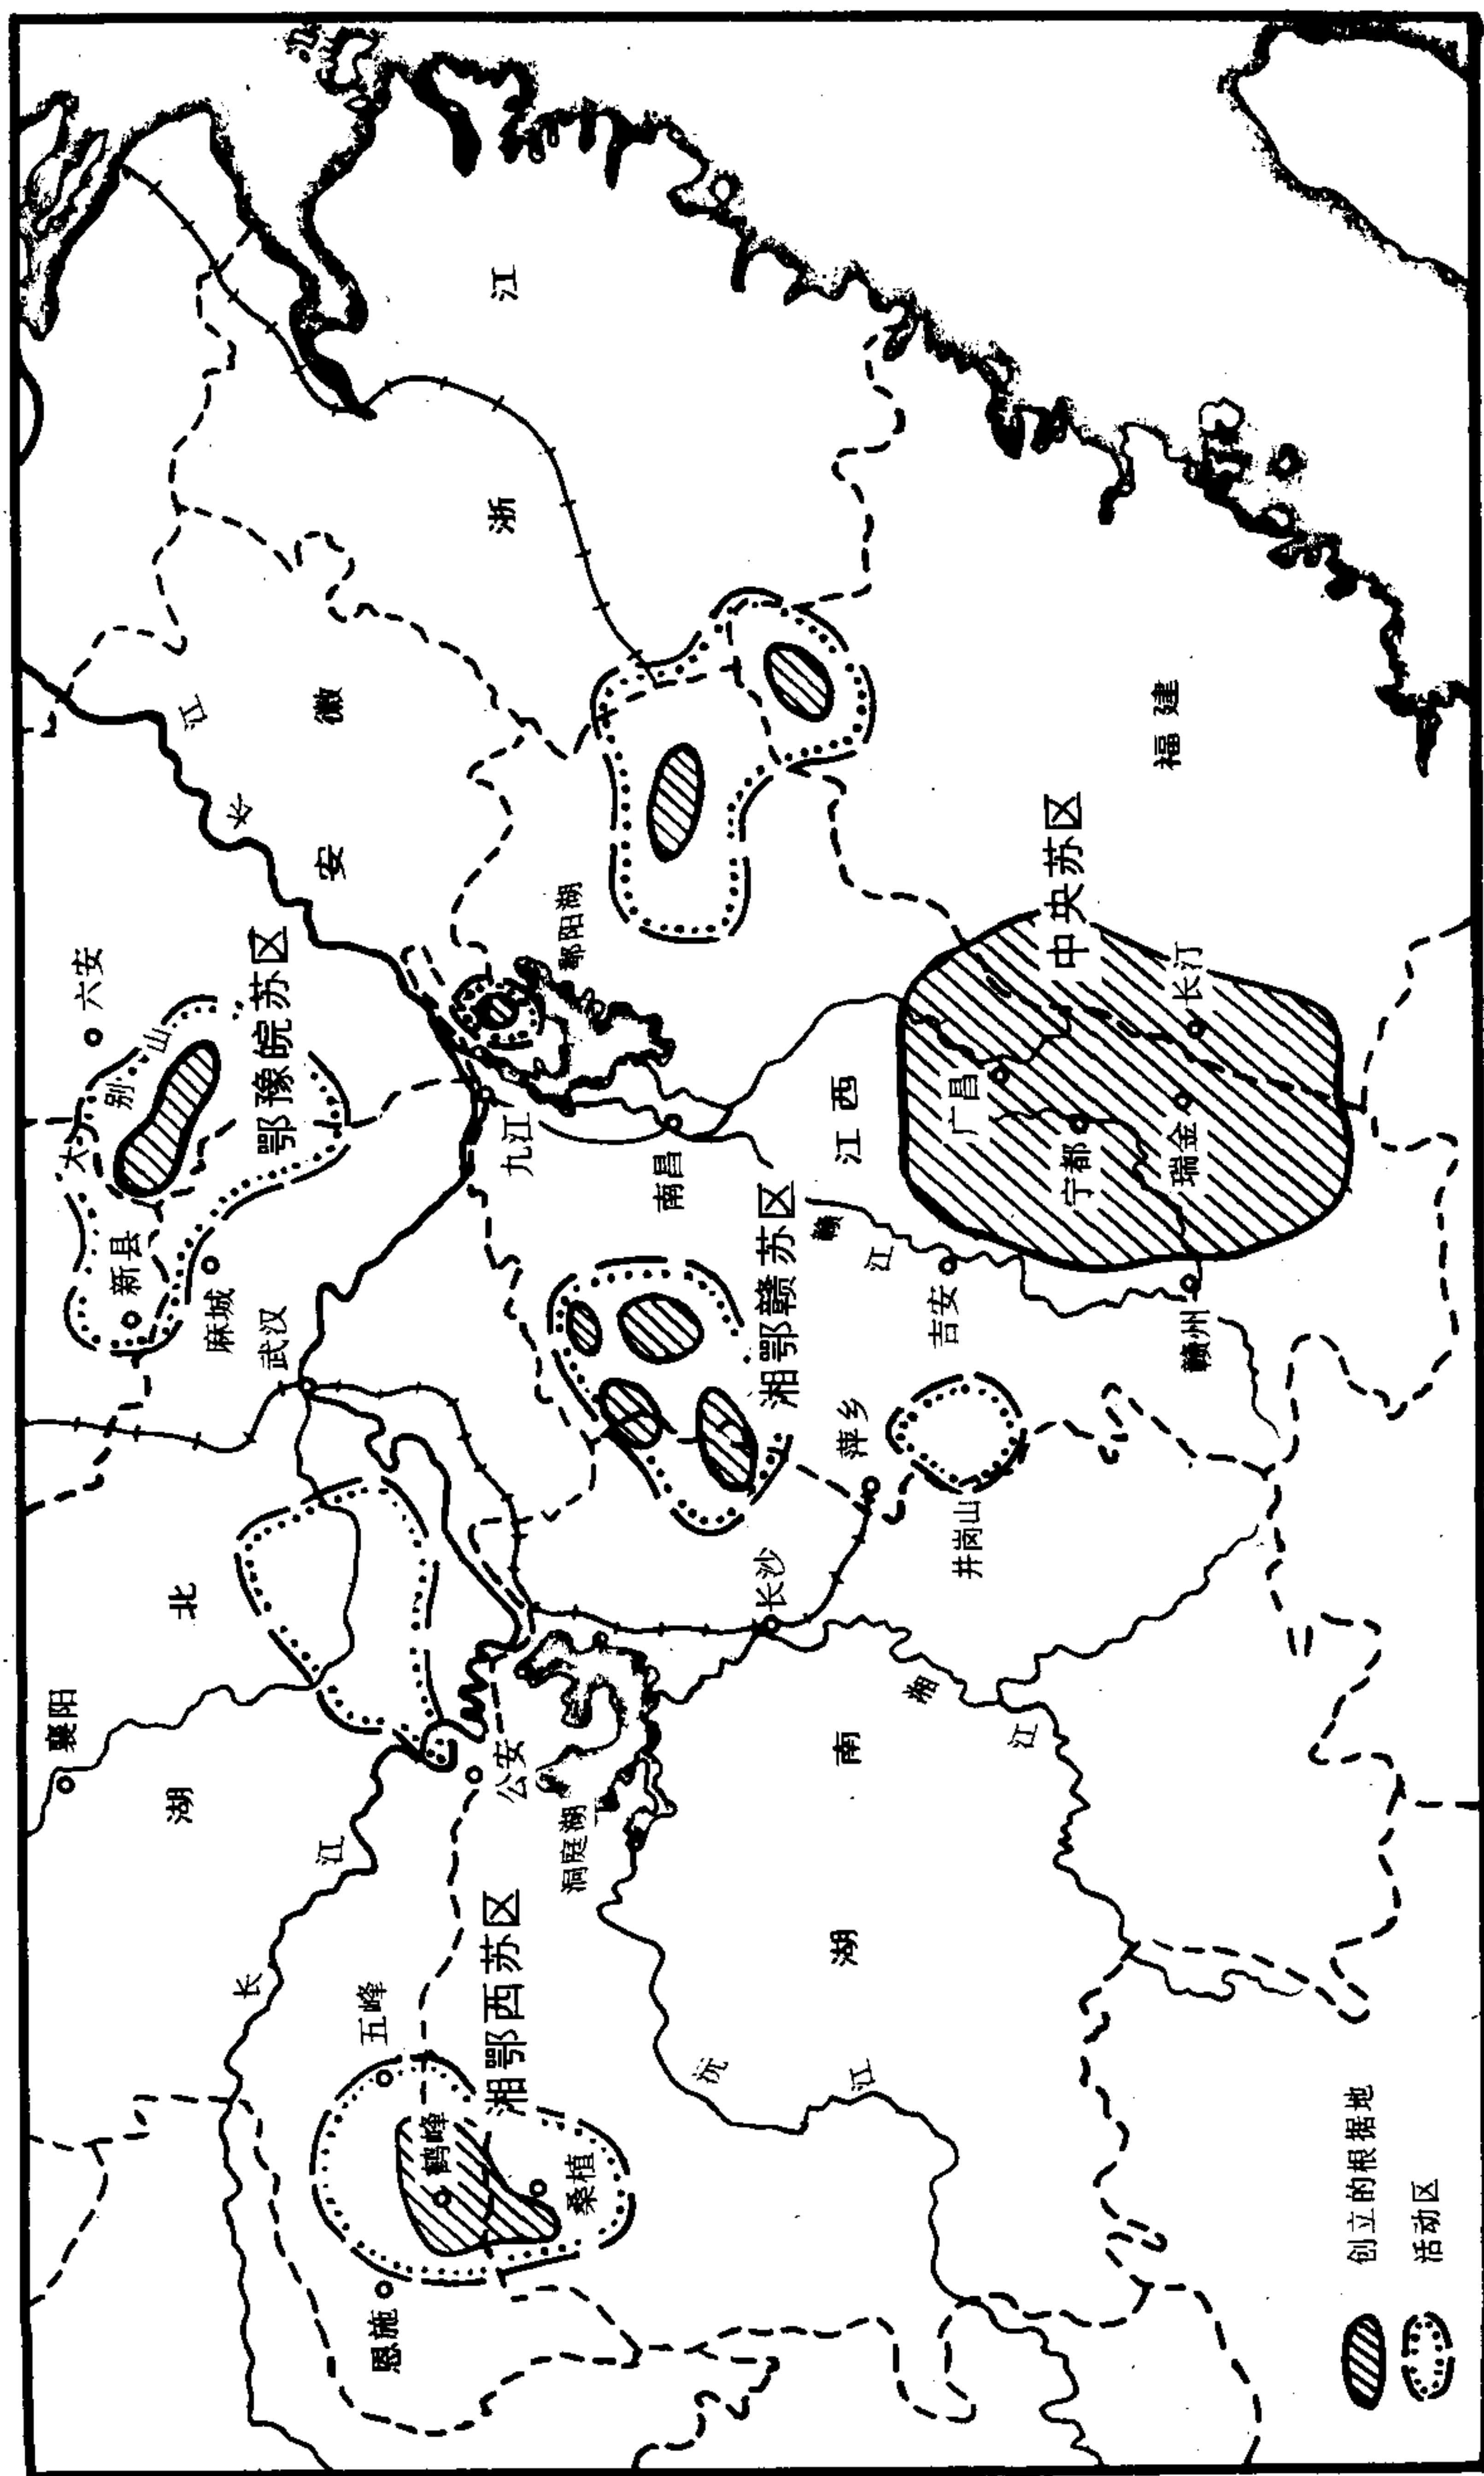 六安
大别山
鄂豫皖苏区
新县
麻城
武汉
襄阳
湖北
长江
长江
安徽
浙江
九江
鄱阳湖
南昌
江西
赣江
湘鄂赣苏区
萍乡
吉安
赣州
井冈山
长沙
湘江
湖南
沅江
洞庭湖
公安
湘鄂西苏区
五峰
鹤峰
桑植
恩施
中央苏区
广昌
宁都
瑞金
长汀
福建
创立的根据地
活动区